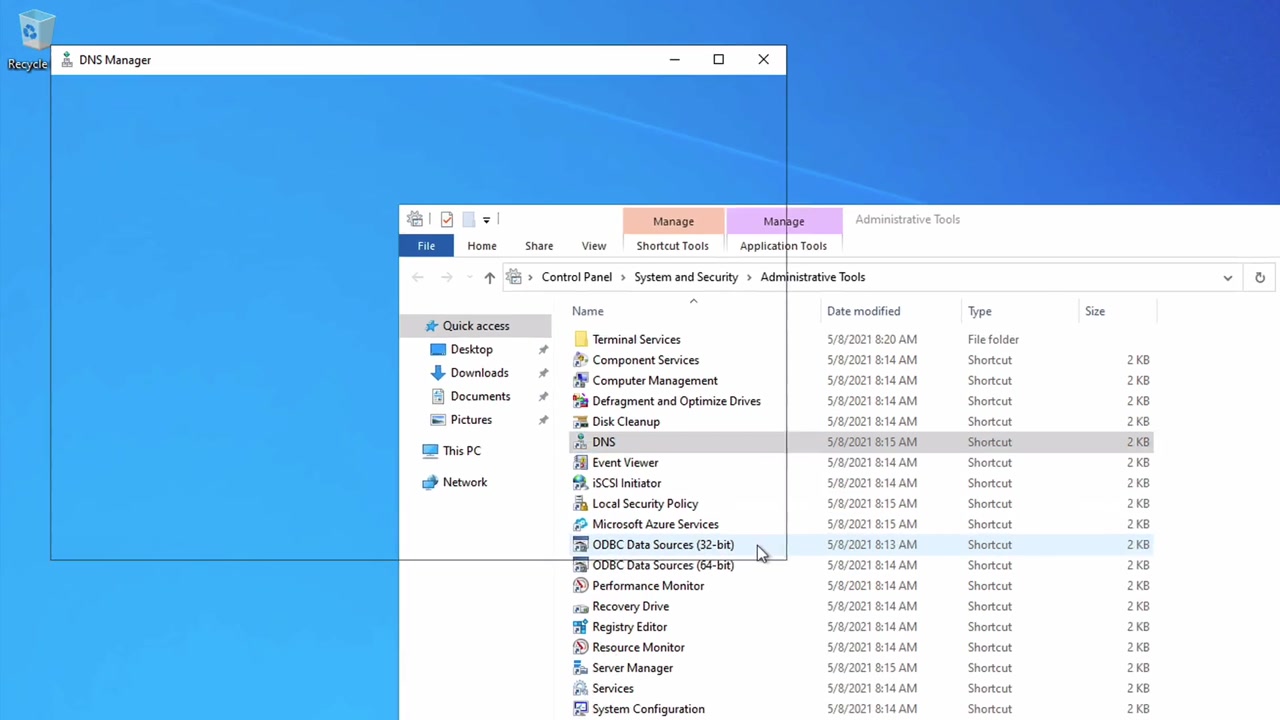 Recycle
DNS Manager
Manage Manage Administrative Tools
File Home Share View Shortcut Tools Application Tools
Control Panel System and Security Administrative Tools
Name Date modified Type Size
Quick access
Desktop
Downloads
Documents
Pictures
This PC
Network
Terminal Services 5/8/2021 8:20 AM File folder
Component Services 5/8/2021 8:14 AM Shortcut 2 KB
Computer Management 5/8/2021 8:14 AM Shortcut 2 KB
Defragment and Optimize Drives 5/8/2021 8:14 AM Shortcut 2 KB
Disk Cleanup 5/8/2021 8:14 AM Shortcut 2 KB
DNS 5/8/2021 8:15 AM Shortcut 2 KB
Event Viewer 5/8/2021 8:14 AM Shortcut 2 KB
iSCSI Initiator 5/8/2021 8:14 AM Shortcut 2 KB
Local Security Policy 5/8/2021 8:15 AM Shortcut 2 KB
Microsoft Azure Services 5/8/2021 8:15 AM Shortcut 2 KB
ODBC Data Sources (32-bit) 5/8/2021 8:13 AM Shortcut 2 KB
ODBC Data Sources (64-bit) 5/8/2021 8:14 AM Shortcut 2 KB
Performance Monitor 5/8/2021 8:14 AM Shortcut 2 KB
Recovery Drive 5/8/2021 8:14 AM Shortcut 2 KB
Registry Editor 5/8/2021 8:14 AM Shortcut 2 KB
Resource Monitor 5/8/2021 8:14 AM Shortcut 2 KB
Server Manager 5/8/2021 8:15 AM Shortcut 2 KB
Services 5/8/2021 8:14 AM Shortcut 2 KB
System Configuration 5/8/2021 8:14 AM Shortcut 2 KB